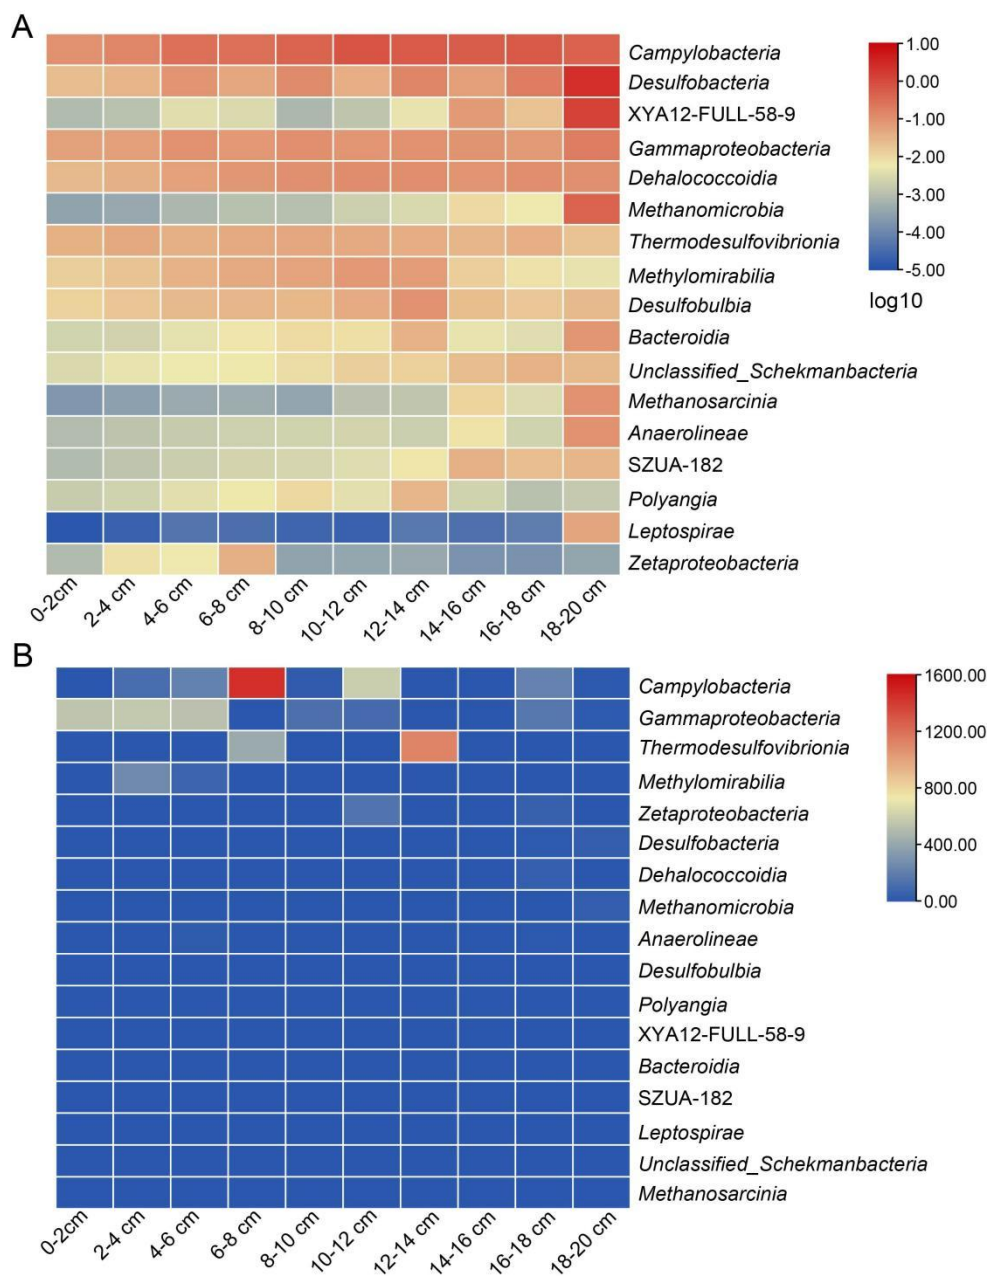 A
Campylobacteria
Desulfobacteria
XYA12-FULL-58-9
Gammaproteobacteria
Dehalococcoidia
Methanomicrobia
Thermodesulfovibrionia
Methylomirabilia
Desulfobulbia
Bacteroidia
Unclassified_Schekmanbacteria
Methanosarcinia
Anaerolineae
SZUA-182
Polyangia
Leptospirae
Zetaproteobacteria
1.00
0.00
-1.00
-2.00
-3.00
-4.00
-5.00
log10
0-2cm
2-4 cm
4-6 cm
6-8 cm
8-10 cm
10-12 cm
12-14 cm
14-16 cm
16-18 cm
18-20 cm
B
Campylobacteria
Gammaproteobacteria
Thermodesulfovibrionia
Methylomirabilia
Zetaproteobacteria
Desulfobacteria
Dehalococcoidia
Methanomicrobia
Anaerolineae
Desulfobulbia
Polyangia
XYA12-FULL-58-9
Bacteroidia
SZUA-182
Leptospirae
Unclassified_Schekmanbacteria
Methanosarcinia
1600.00
1200.00
800.00
400.00
0.00
0-2cm
2-4 cm
4-6 cm
6-8 cm
8-10 cm
10-12 cm
12-14 cm
14-16 cm
16-18 cm
18-20 cm